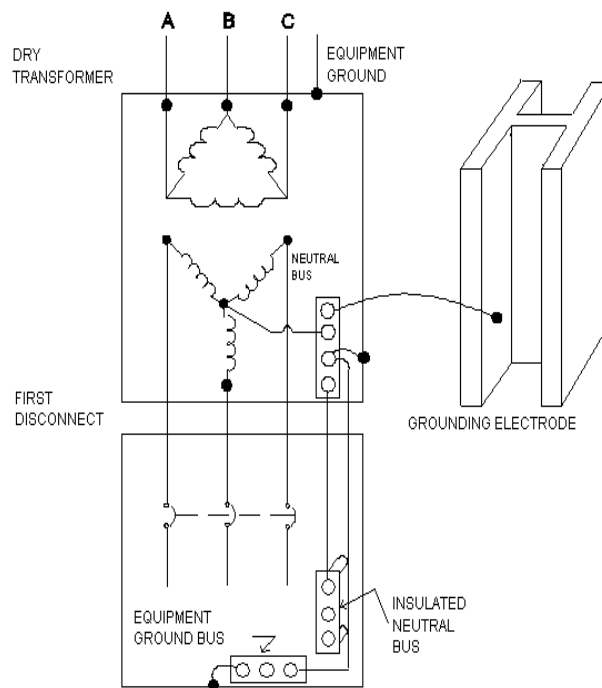 A B C
DRY
TRANSFORMER
EQUIPMENT
GROUND
NEUTRAL
BUS
FIRST
DISCONNECT
GROUNDING ELECTRODE
EQUIPMENT
GROUND BUS
INSULATED
NEUTRAL
BUS